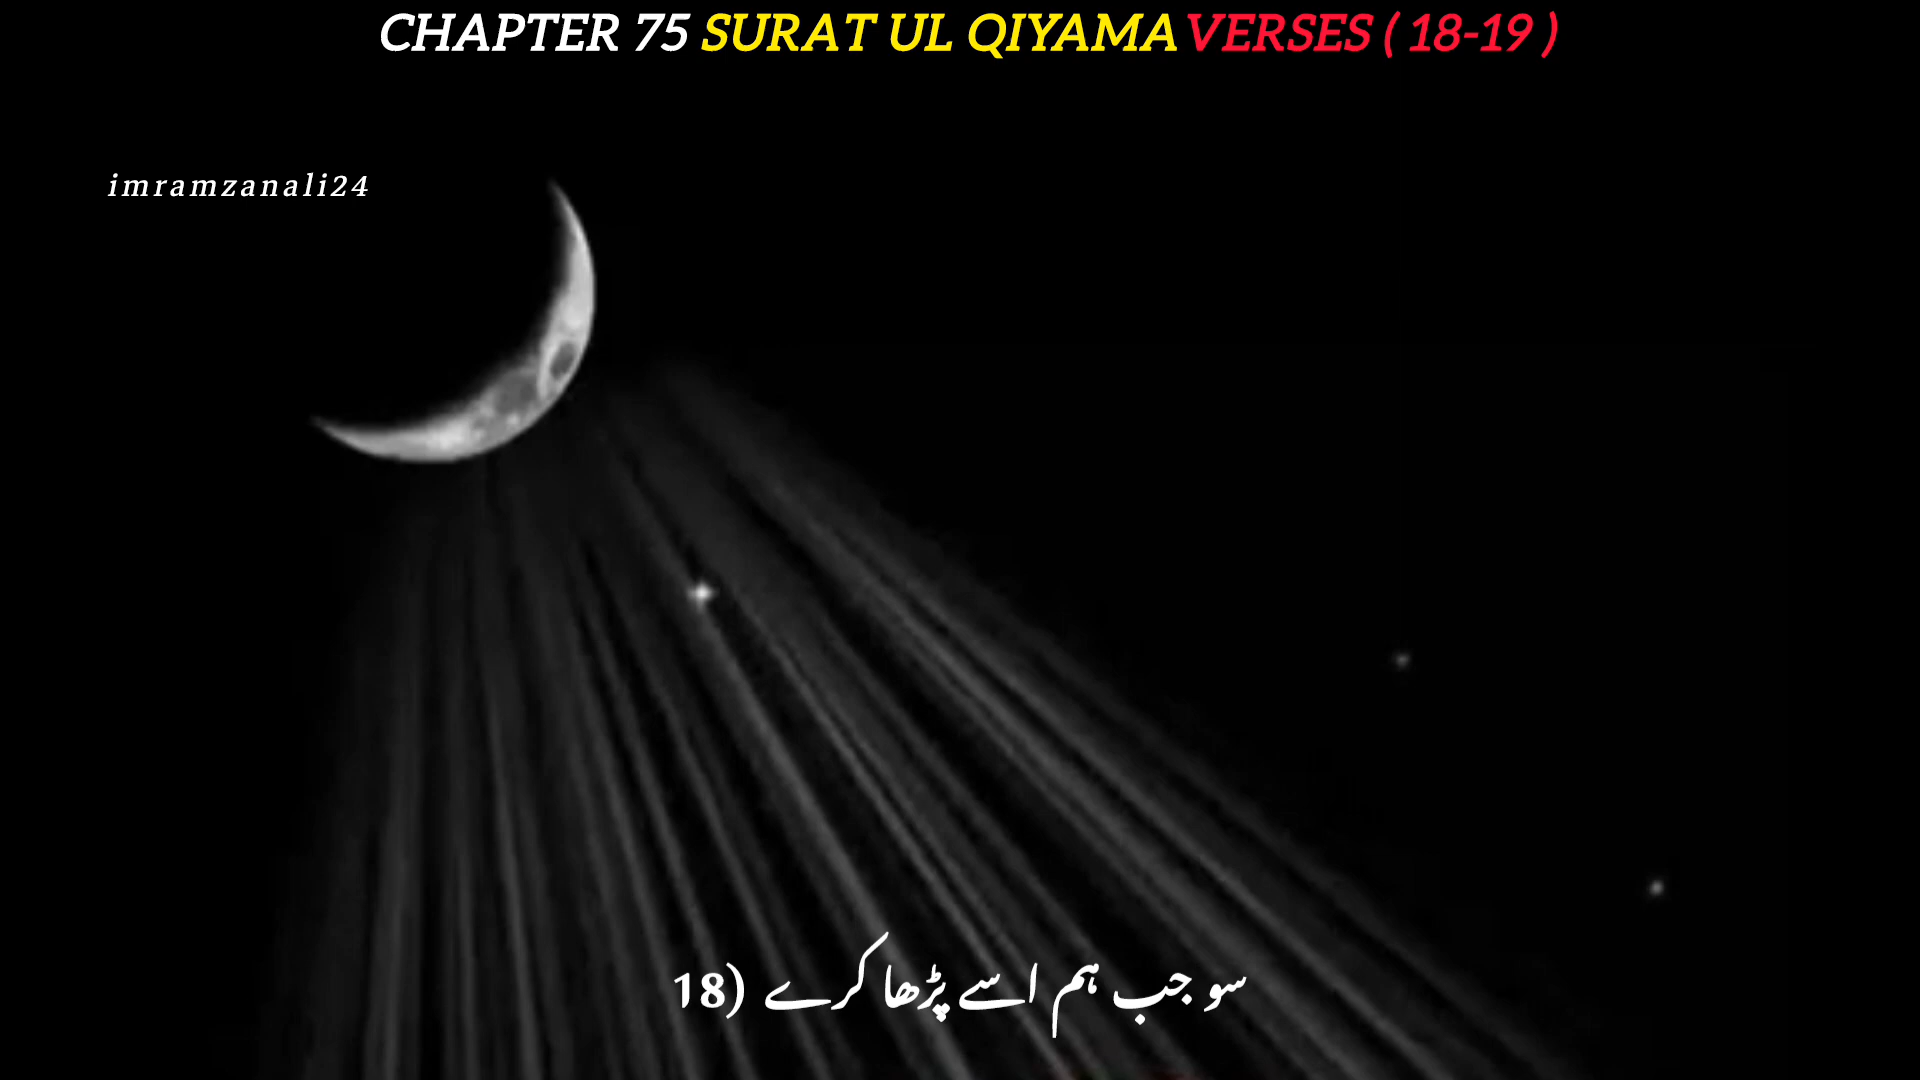 CHAPTER 75 SURAT UL QIYAMA VERSES ( 18-19 )
imramzanali24
سو جب ہم اسے پڑھا کرے (18